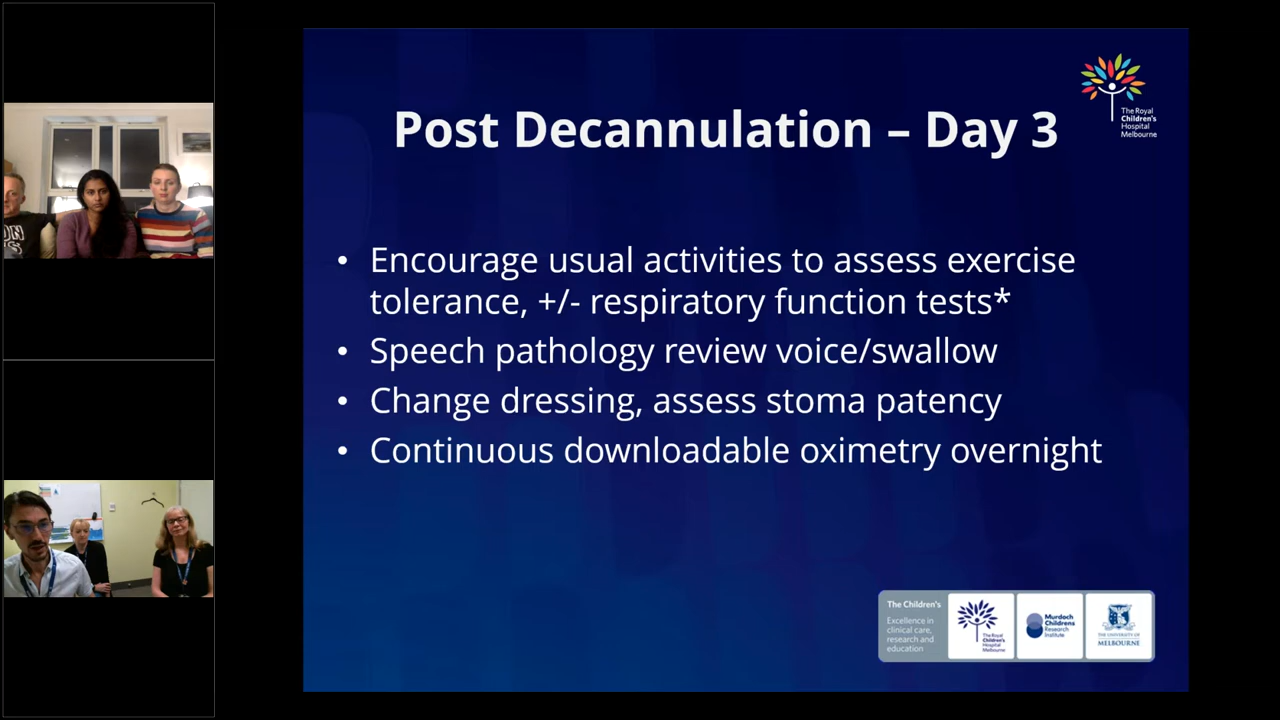 Post Decannulation – Day 3
The Royal
Children's
Hospital
Melbourne
• Encourage usual activities to assess exercise
tolerance, +/- respiratory function tests*
• Speech pathology review voice/swallow
• Change dressing, assess stoma patency
• Continuous downloadable oximetry overnight
The Children's
Excellence in
clinical care,
research and
education
The Royal
Children's
Hospital
Melbourne
Murdoch
Childrens
Research
Institute
THE UNIVERSITY OF
MELBOURNE